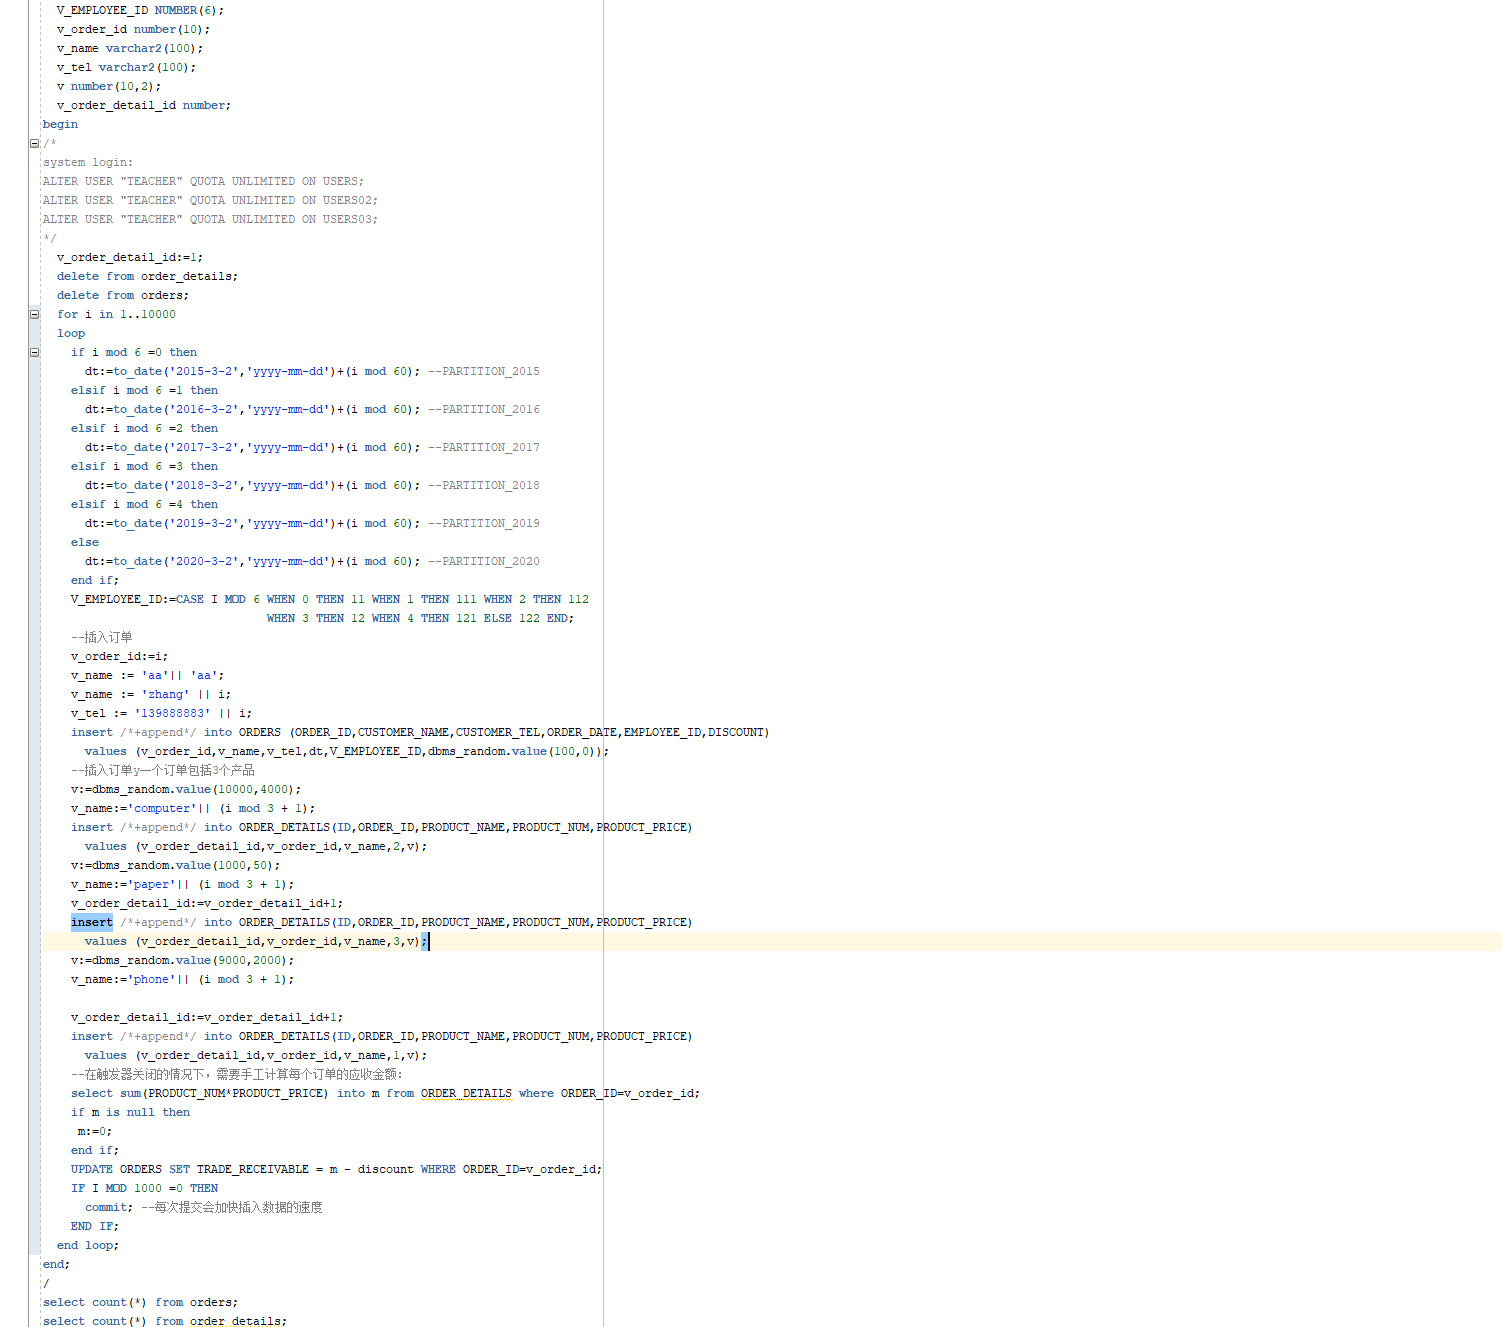 V_EMPLOYEE_ID NUMBER(6);
v_order_id number(10);
v_name varchar2(100);
v_tel varchar2(100);
v number(10,2);
v_order_detail_id number;
begin
/*
system login:
ALTER USER "TEACHER" QUOTA UNLIMITED ON USERS;
ALTER USER "TEACHER" QUOTA UNLIMITED ON USERS02;
ALTER USER "TEACHER" QUOTA UNLIMITED ON USERS03;
*/
v_order_detail_id:=1;
delete from order_details;
delete from orders;
for i in 1..10000
loop
if i mod 6 =0 then
dt:=to_date('2015-3-2','yyyy-mm-dd')+(i mod 60); --PARTITION_2015
elsif i mod 6 =1 then
dt:=to_date('2016-3-2','yyyy-mm-dd')+(i mod 60); --PARTITION_2016
elsif i mod 6 =2 then
dt:=to_date('2017-3-2','yyyy-mm-dd')+(i mod 60); --PARTITION_2017
elsif i mod 6 =3 then
dt:=to_date('2018-3-2','yyyy-mm-dd')+(i mod 60); --PARTITION_2018
elsif i mod 6 =4 then
dt:=to_date('2019-3-2','yyyy-mm-dd')+(i mod 60); --PARTITION_2019
else
dt:=to_date('2020-3-2','yyyy-mm-dd')+(i mod 60); --PARTITION_2020
end if;
V_EMPLOYEE_ID:=CASE I MOD 6 WHEN 0 THEN 11 WHEN 1 THEN 111 WHEN 2 THEN 112
WHEN 3 THEN 12 WHEN 4 THEN 121 ELSE 122 END;
--插入订单
v_order_id:=i;
v_name := 'aa'|| 'aa';
v_name := 'zhang' || i;
v_tel := '139888883' || i;
insert /*+append*/ into ORDERS (ORDER_ID,CUSTOMER_NAME,CUSTOMER_TEL,ORDER_DATE,EMPLOYEE_ID,DISCOUNT)
values (v_order_id,v_name,v_tel,dt,V_EMPLOYEE_ID,dbms_random.value(100,0));
--插入订单y一个订单包括3个产品
v:=dbms_random.value(10000,4000);
v_name:='computer'|| (i mod 3 + 1);
insert /*+append*/ into ORDER_DETAILS(ID,ORDER_ID,PRODUCT_NAME,PRODUCT_NUM,PRODUCT_PRICE)
values (v_order_detail_id,v_order_id,v_name,2,v);
v:=dbms_random.value(1000,50);
v_name:='paper'|| (i mod 3 + 1);
v_order_detail_id:=v_order_detail_id+1;
insert /*+append*/ into ORDER_DETAILS(ID,ORDER_ID,PRODUCT_NAME,PRODUCT_NUM,PRODUCT_PRICE)
values (v_order_detail_id,v_order_id,v_name,3,v);
v:=dbms_random.value(9000,2000);
v_name:='phone'|| (i mod 3 + 1);
v_order_detail_id:=v_order_detail_id+1;
insert /*+append*/ into ORDER_DETAILS(ID,ORDER_ID,PRODUCT_NAME,PRODUCT_NUM,PRODUCT_PRICE)
values (v_order_detail_id,v_order_id,v_name,1,v);
--在触发器关闭的情况下，需要手工计算每个订单的应收金额：
select sum(PRODUCT_NUM*PRODUCT_PRICE) into m from ORDER_DETAILS where ORDER_ID=v_order_id;
if m is null then
m:=0;
end if;
UPDATE ORDERS SET TRADE_RECEIVABLE = m - discount WHERE ORDER_ID=v_order_id;
IF I MOD 1000 =0 THEN
commit; --每次提交会加快插入数据的速度
END IF;
end loop;
end;
/
select count(*) from orders;
select count(*) from order_details;